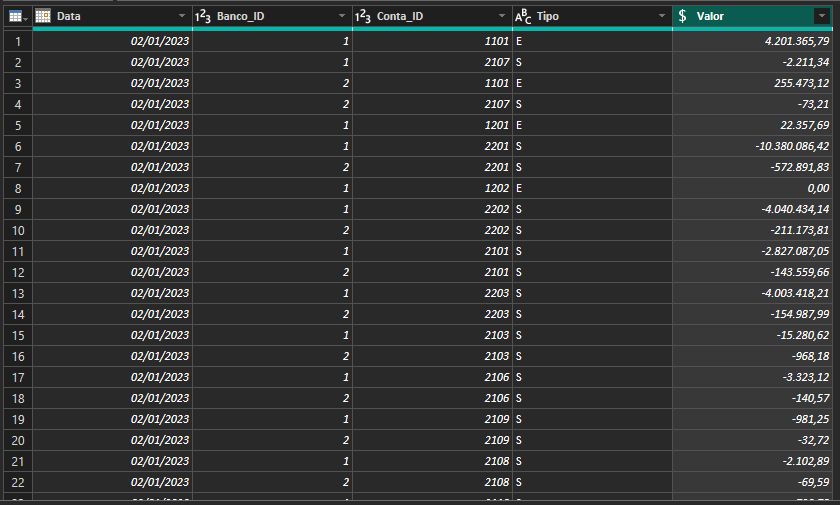 Data 1²3 Banco_ID 1²3 Conta_ID ABC Tipo $ Valor
1 02/01/2023 1 1101 E 4.201.365,79
2 02/01/2023 1 2107 S -2.211,34
3 02/01/2023 2 1101 E 255.473,12
4 02/01/2023 2 2107 S -73,21
5 02/01/2023 1 1201 E 22.357,69
6 02/01/2023 1 2201 S -10.380.086,42
7 02/01/2023 2 2201 S -572.891,83
8 02/01/2023 1 1202 E 0,00
9 02/01/2023 1 2202 S -4.040.434,14
10 02/01/2023 2 2202 S -211.173,81
11 02/01/2023 1 2101 S -2.827.087,05
12 02/01/2023 2 2101 S -143.559,66
13 02/01/2023 1 2203 S -4.003.418,21
14 02/01/2023 2 2203 S -154.987,99
15 02/01/2023 1 2103 S -15.280,62
16 02/01/2023 2 2103 S -968,18
17 02/01/2023 1 2106 S -3.323,12
18 02/01/2023 2 2106 S -140,57
19 02/01/2023 1 2109 S -981,25
20 02/01/2023 2 2109 S -32,72
21 02/01/2023 1 2108 S -2.102,89
22 02/01/2023 2 2108 S -69,59